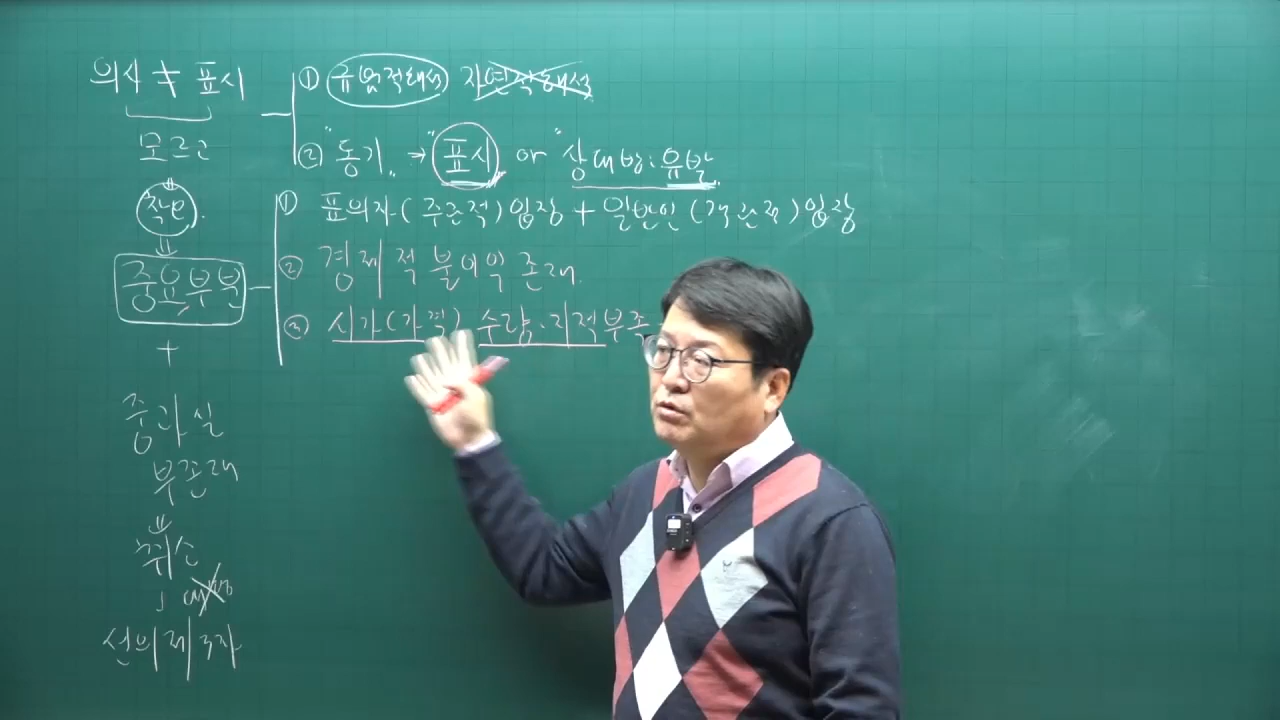 의사 ≠ 표시
모르고
⇓
착오.
⇓
중요부분
+
중과실
부존재
⇓
취소
↓ 대항
선의 제3자
① 규범적해석 자연적해석
② "동기" → "표시" or "상대방:유발"
① 표의자(주관적)입장 + 일반인(객관적)입장
② 경제적 불이익 존재.
③ 시가(가격) 수량·지적부족